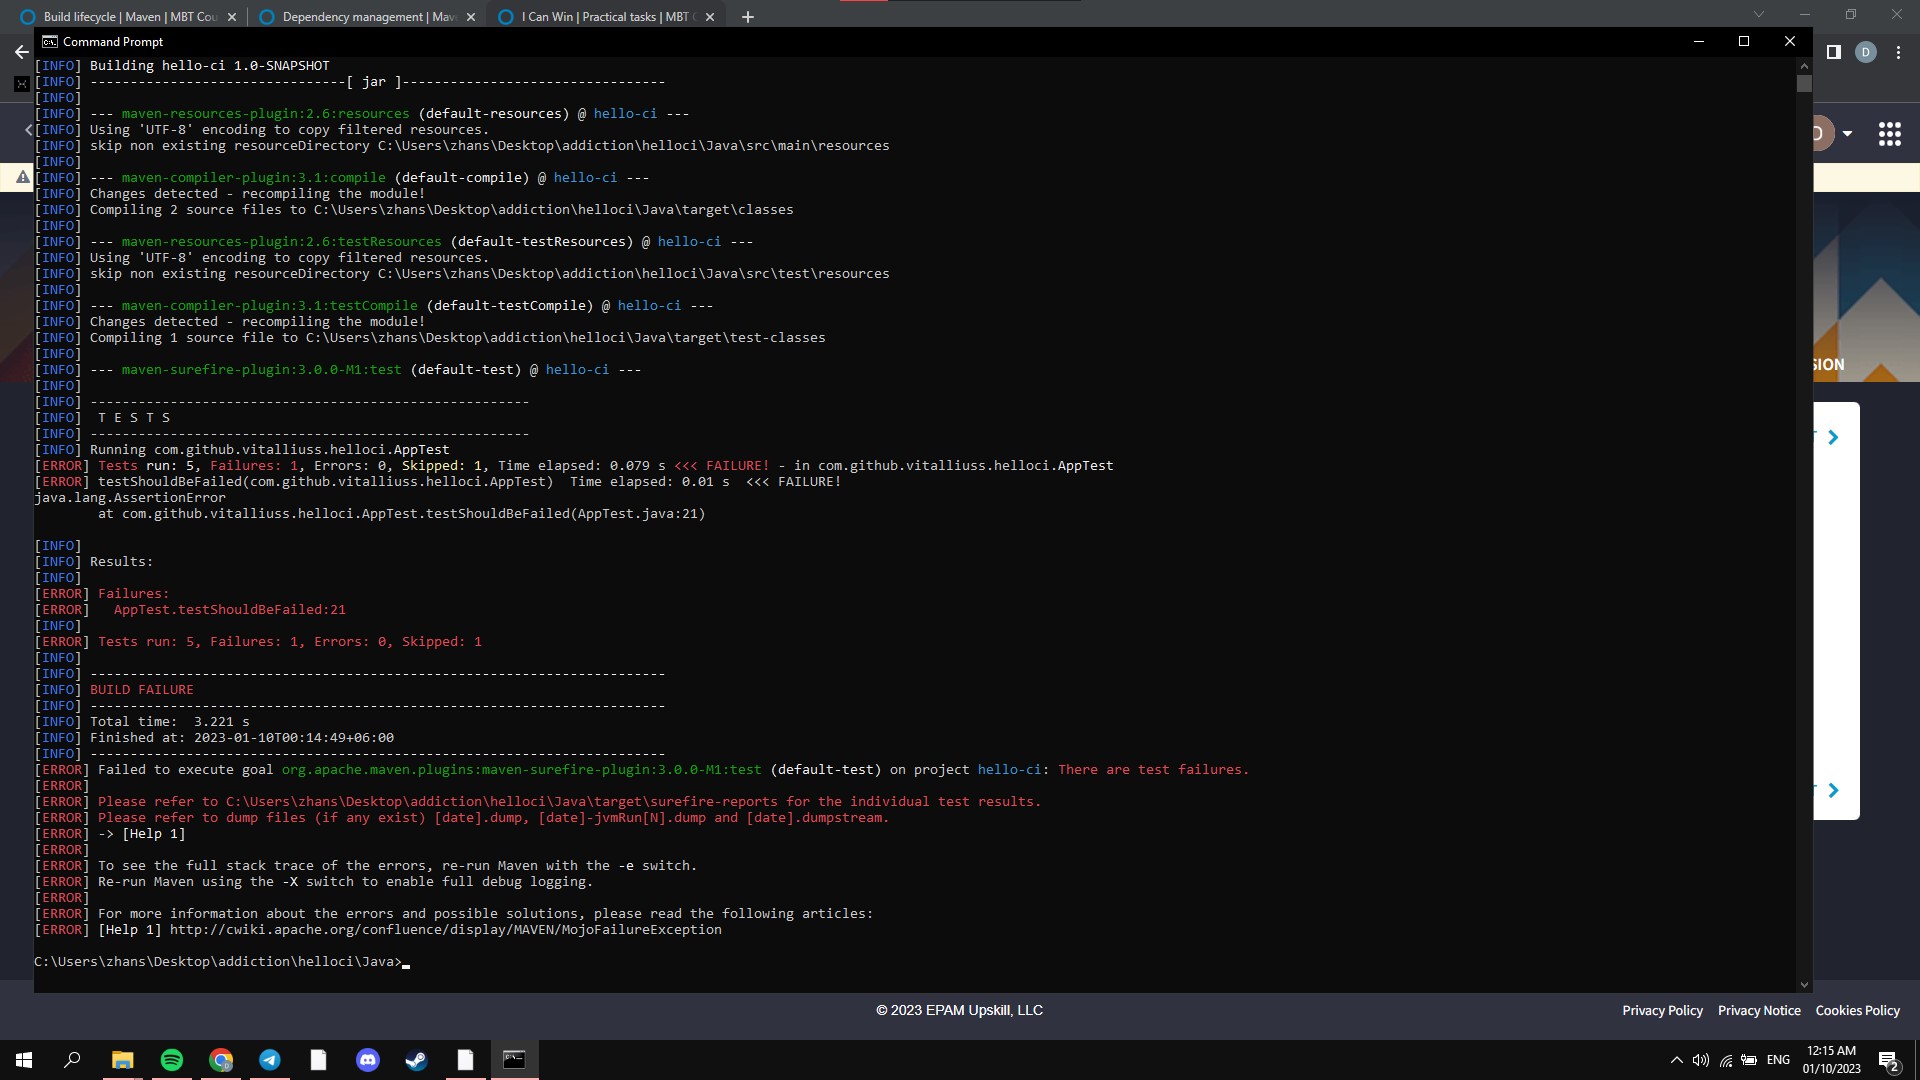 Build lifecycle | Maven | MBT Cou
Dependency management | Mav
I Can Win | Practical tasks | MBT
Command Prompt
D
[INFO] Building hello-ci 1.0-SNAPSHOT
[INFO] --------------------------------[ jar ]---------------------------------
[INFO]
[INFO] --- maven-resources-plugin:2.6:resources (default-resources) @ hello-ci ---
[INFO] Using 'UTF-8' encoding to copy filtered resources.
[INFO] skip non existing resourceDirectory C:\Users\zhans\Desktop\addiction\helloci\Java\src\main\resources
[INFO]
[INFO] --- maven-compiler-plugin:3.1:compile (default-compile) @ hello-ci ---
[INFO] Changes detected - recompiling the module!
[INFO] Compiling 2 source files to C:\Users\zhans\Desktop\addiction\helloci\Java\target\classes
[INFO]
[INFO] --- maven-resources-plugin:2.6:testResources (default-testResources) @ hello-ci ---
[INFO] Using 'UTF-8' encoding to copy filtered resources.
[INFO] skip non existing resourceDirectory C:\Users\zhans\Desktop\addiction\helloci\Java\src\test\resources
[INFO]
[INFO] --- maven-compiler-plugin:3.1:testCompile (default-testCompile) @ hello-ci ---
[INFO] Changes detected - recompiling the module!
[INFO] Compiling 1 source file to C:\Users\zhans\Desktop\addiction\helloci\Java\target\test-classes
[INFO]
[INFO] --- maven-surefire-plugin:3.0.0-M1:test (default-test) @ hello-ci ---
[INFO]
[INFO] -------------------------------------------------------
[INFO]  T E S T S
[INFO] -------------------------------------------------------
[INFO] Running com.github.vitalliuss.helloci.AppTest
[ERROR] Tests run: 5, Failures: 1, Errors: 0, Skipped: 1, Time elapsed: 0.079 s <<< FAILURE! - in com.github.vitalliuss.helloci.AppTest
[ERROR] testShouldBeFailed(com.github.vitalliuss.helloci.AppTest)  Time elapsed: 0.01 s  <<< FAILURE!
java.lang.AssertionError
        at com.github.vitalliuss.helloci.AppTest.testShouldBeFailed(AppTest.java:21)
[INFO]
[INFO] Results:
[INFO]
[ERROR] Failures:
[ERROR]   AppTest.testShouldBeFailed:21
[INFO]
[ERROR] Tests run: 5, Failures: 1, Errors: 0, Skipped: 1
[INFO]
[INFO] ------------------------------------------------------------------------
[INFO] BUILD FAILURE
[INFO] ------------------------------------------------------------------------
[INFO] Total time:  3.221 s
[INFO] Finished at: 2023-01-10T00:14:49+06:00
[INFO] ------------------------------------------------------------------------
[ERROR] Failed to execute goal org.apache.maven.plugins:maven-surefire-plugin:3.0.0-M1:test (default-test) on project hello-ci: There are test failures.
[ERROR]
[ERROR] Please refer to C:\Users\zhans\Desktop\addiction\helloci\Java\target\surefire-reports for the individual test results.
[ERROR] Please refer to dump files (if any exist) [date].dump, [date]-jvmRun[N].dump and [date].dumpstream.
[ERROR] -> [Help 1]
[ERROR]
[ERROR] To see the full stack trace of the errors, re-run Maven with the -e switch.
[ERROR] Re-run Maven using the -X switch to enable full debug logging.
[ERROR]
[ERROR] For more information about the errors and possible solutions, please read the following articles:
[ERROR] [Help 1] http://cwiki.apache.org/confluence/display/MAVEN/MojoFailureException
C:\Users\zhans\Desktop\addiction\helloci\Java>
SION
© 2023 EPAM Upskill, LLC
Privacy Policy Privacy Notice Cookies Policy
ENG
12:15 AM
01/10/2023
2